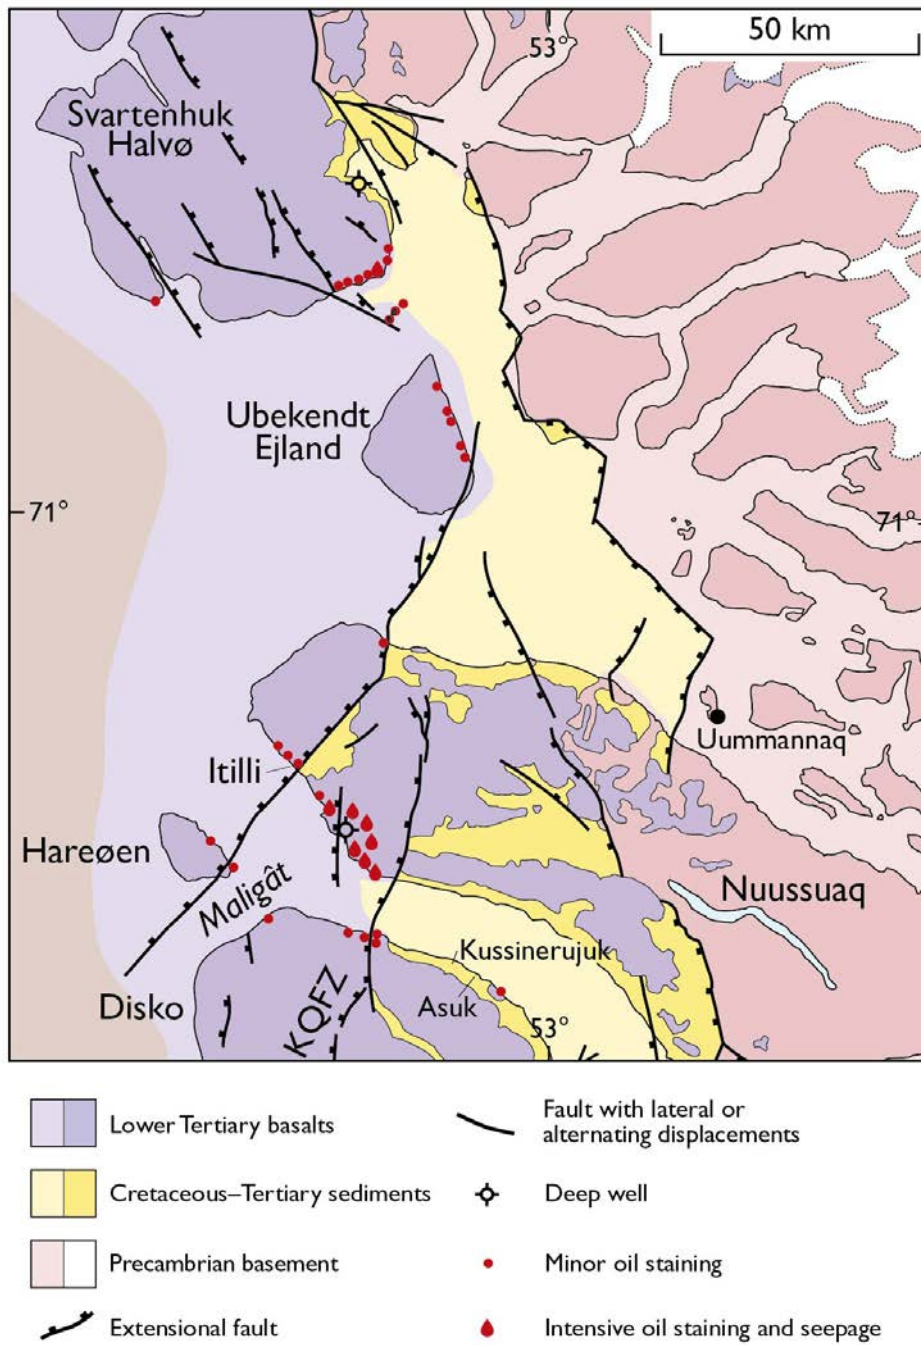 53°
50 km
Svartenhuk
Halvø
Ubekendt
Ejland
71°
71°
Uummannaq
Itilli
Hareøen
Maligât
Nuussuaq
Kussinerujuk
Disko
KQFZ
Asuk
53°
Lower Tertiary basalts
Fault with lateral or
alternating displacements
Cretaceous–Tertiary sediments
Deep well
Precambrian basement
Minor oil staining
Extensional fault
Intensive oil staining and seepage